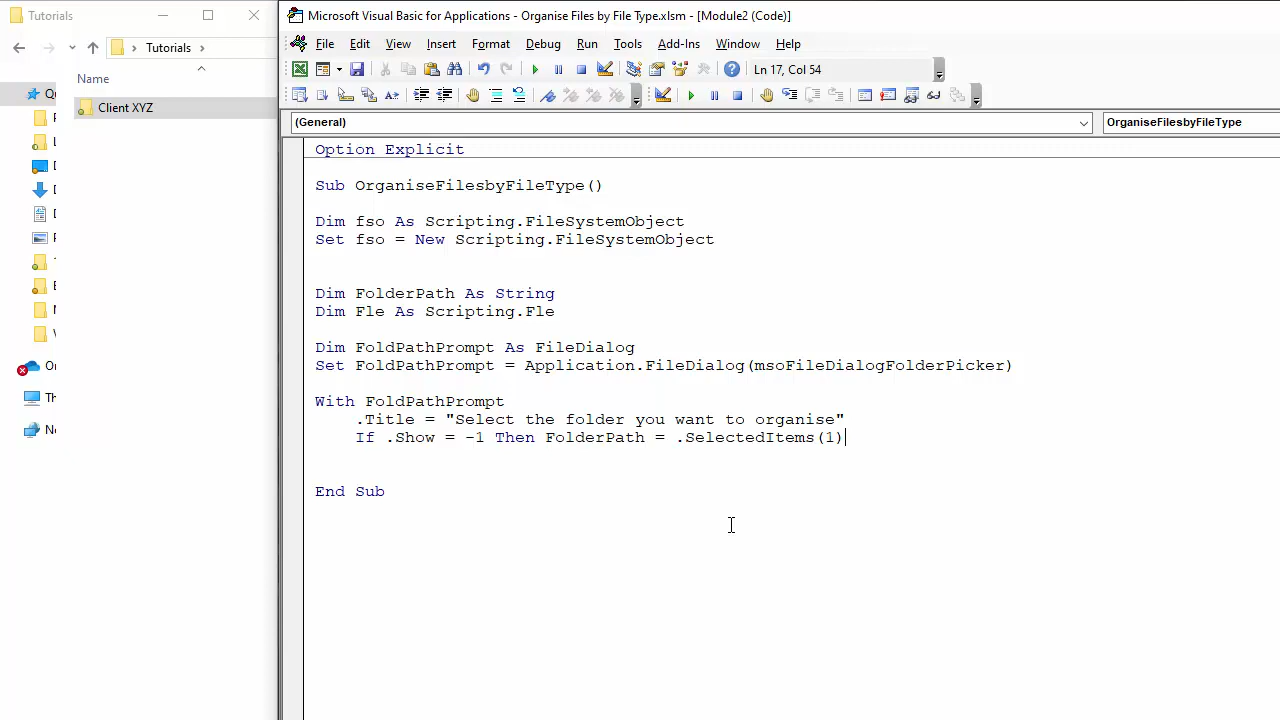 Tutorials
Microsoft Visual Basic for Applications - Organise Files by File Type.xlsm - [Module2 (Code)]
File Edit View Insert Format Debug Run Tools Add-Ins Window Help
Tutorials
Ln 17, Col 54
Name
Client XYZ
(General)
OrganiseFilesbyFileType
Option Explicit
Sub OrganiseFilesbyFileType()
Dim fso As Scripting.FileSystemObject
Set fso = New Scripting.FileSystemObject
Dim FolderPath As String
Dim Fle As Scripting.Fle
Dim FoldPathPrompt As FileDialog
Set FoldPathPrompt = Application.FileDialog(msoFileDialogFolderPicker)
With FoldPathPrompt
.Title = "Select the folder you want to organise"
If .Show = -1 Then FolderPath = .SelectedItems(1)
End Sub